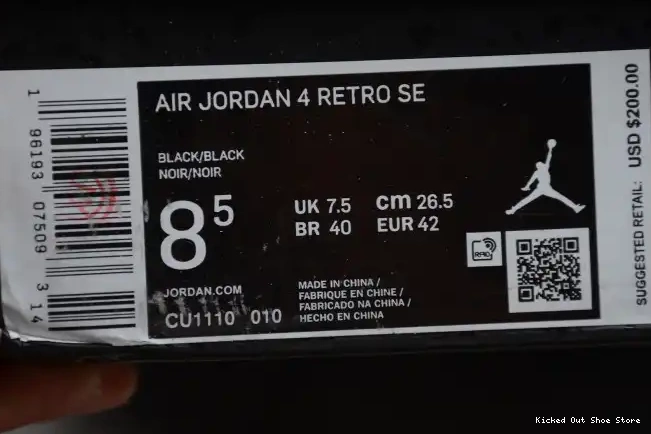 AIR JORDAN 4 RETRO SE
BLACK/BLACK
NOIR/NOIR
8 5
UK 7.5 cm 26.5
BR 40 EUR 42
RFID
JORDAN.COM
CU1110 010
MADE IN CHINA /
FABRIQUE EN CHINE /
FABRICADO NA CHINA /
HECHO EN CHINA
1 96193 07509 3 14
SUGGESTED RETAIL: USD $200.00
Kicked Out Shoe Store